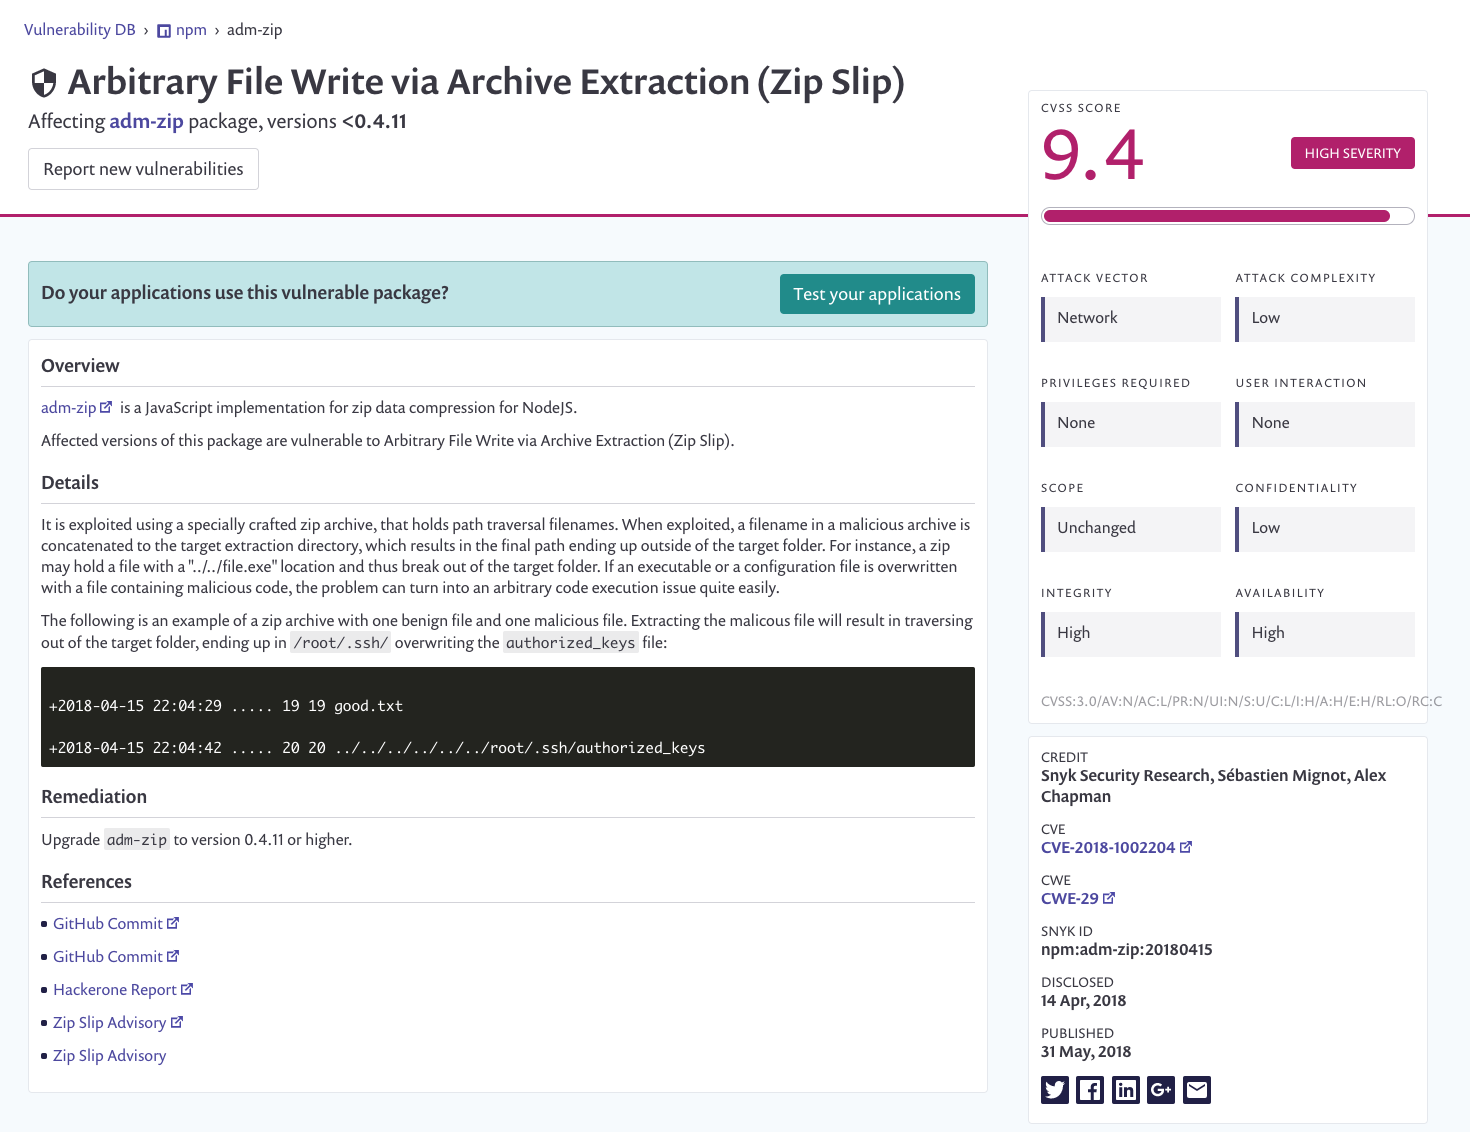 Vulnerability DB › npm › adm-zip
Arbitrary File Write via Archive Extraction (Zip Slip)
Affecting adm-zip package, versions <0.4.11
Report new vulnerabilities
Do your applications use this vulnerable package?
Test your applications
Overview
adm-zip is a JavaScript implementation for zip data compression for NodeJS.
Affected versions of this package are vulnerable to Arbitrary File Write via Archive Extraction (Zip Slip).
Details
It is exploited using a specially crafted zip archive, that holds path traversal filenames. When exploited, a filename in a malicious archive is
concatenated to the target extraction directory, which results in the final path ending up outside of the target folder. For instance, a zip
may hold a file with a "../../file.exe" location and thus break out of the target folder. If an executable or a configuration file is overwritten
with a file containing malicious code, the problem can turn into an arbitrary code execution issue quite easily.
The following is an example of a zip archive with one benign file and one malicious file. Extracting the malicous file will result in traversing
out of the target folder, ending up in /root/.ssh/ overwriting the authorized_keys file:
+2018-04-15 22:04:29 ..... 19 19 good.txt
+2018-04-15 22:04:42 ..... 20 20 ../../../../../../root/.ssh/authorized_keys
Remediation
Upgrade adm-zip to version 0.4.11 or higher.
References
GitHub Commit
GitHub Commit
Hackerone Report
Zip Slip Advisory
Zip Slip Advisory
CVSS SCORE
9.4
HIGH SEVERITY
ATTACK VECTOR
Network
ATTACK COMPLEXITY
Low
PRIVILEGES REQUIRED
None
USER INTERACTION
None
SCOPE
Unchanged
CONFIDENTIALITY
Low
INTEGRITY
High
AVAILABILITY
High
CVSS:3.0/AV:N/AC:L/PR:N/UI:N/S:U/C:L/I:H/A:H/E:H/RL:O/RC:C
CREDIT
Snyk Security Research, Sébastien Mignot, Alex
Chapman
CVE
CVE-2018-1002204
CWE
CWE-29
SNYK ID
npm:adm-zip:20180415
DISCLOSED
14 Apr, 2018
PUBLISHED
31 May, 2018